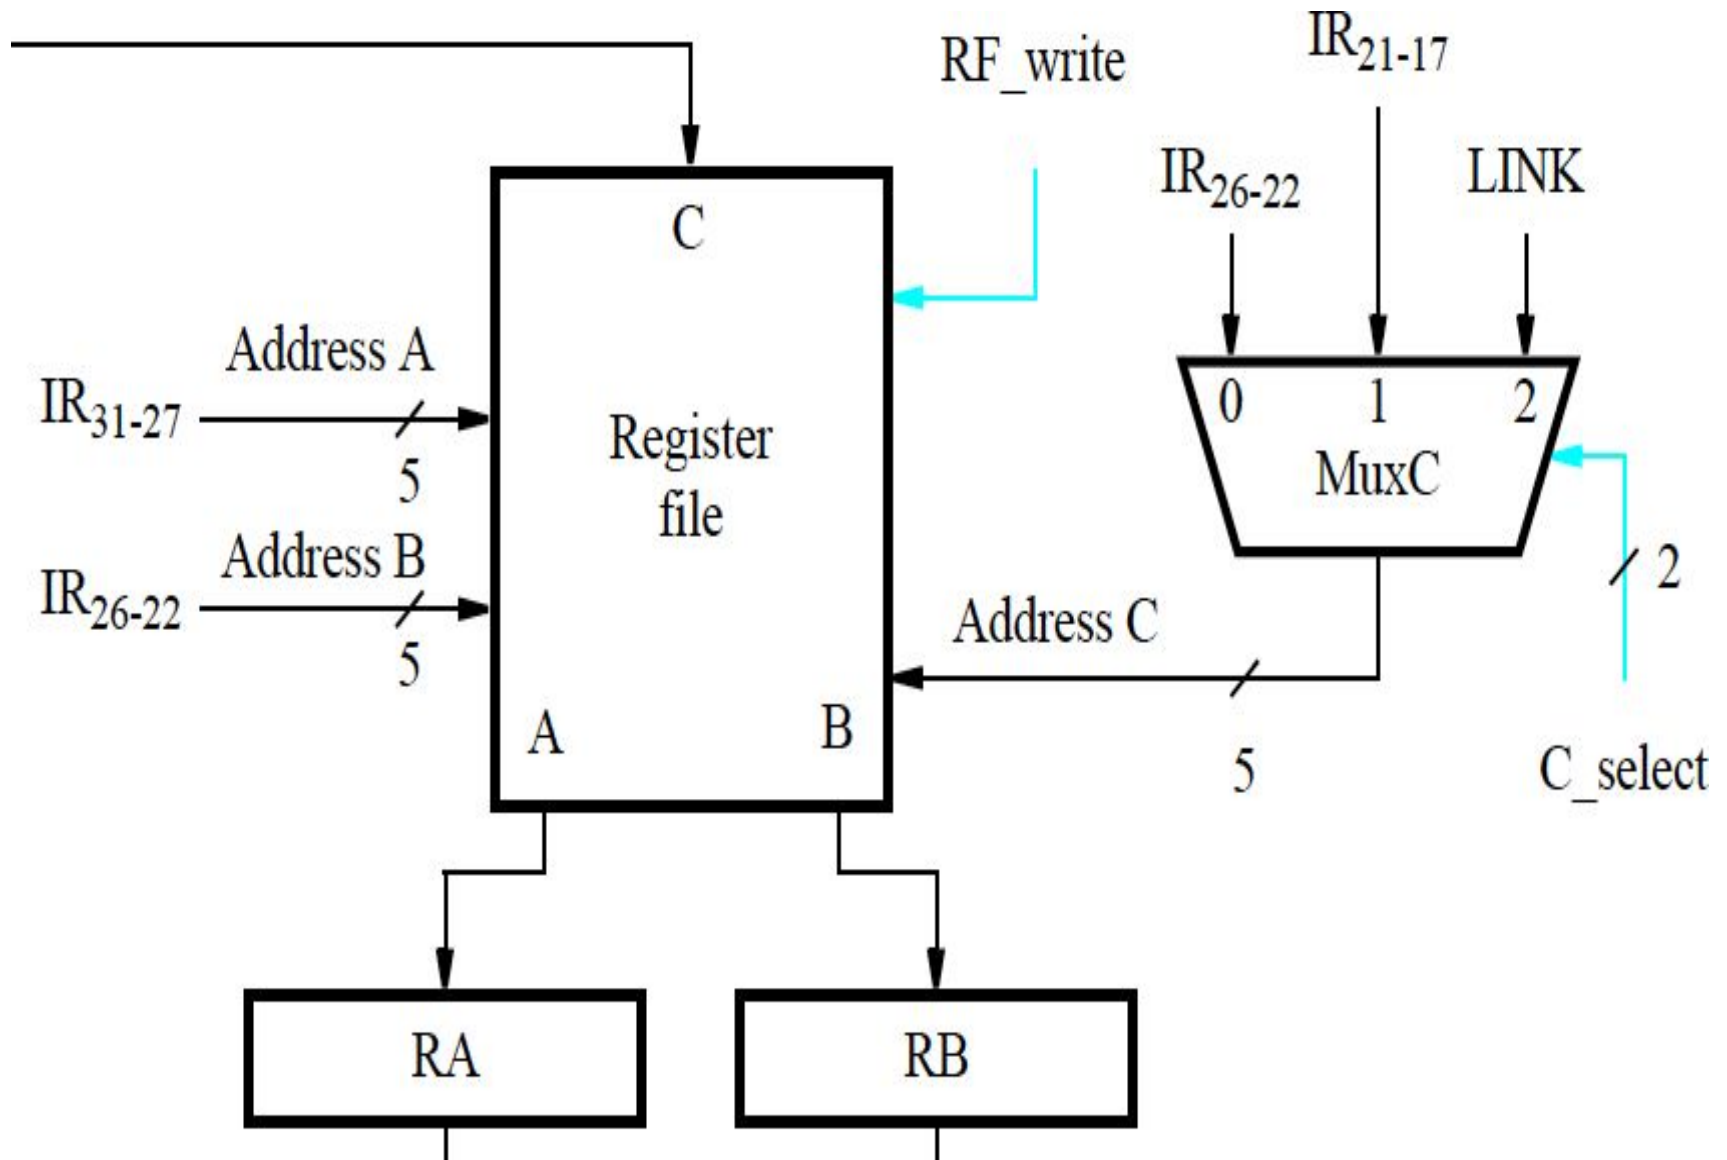 RF_write
IR21-17
IR26-22
LINK
C
Address A
IR31-27
5
Register
file
0 1 2
MuxC
Address B
IR26-22
5
2
Address C
5
A
B
C_select
RA
RB